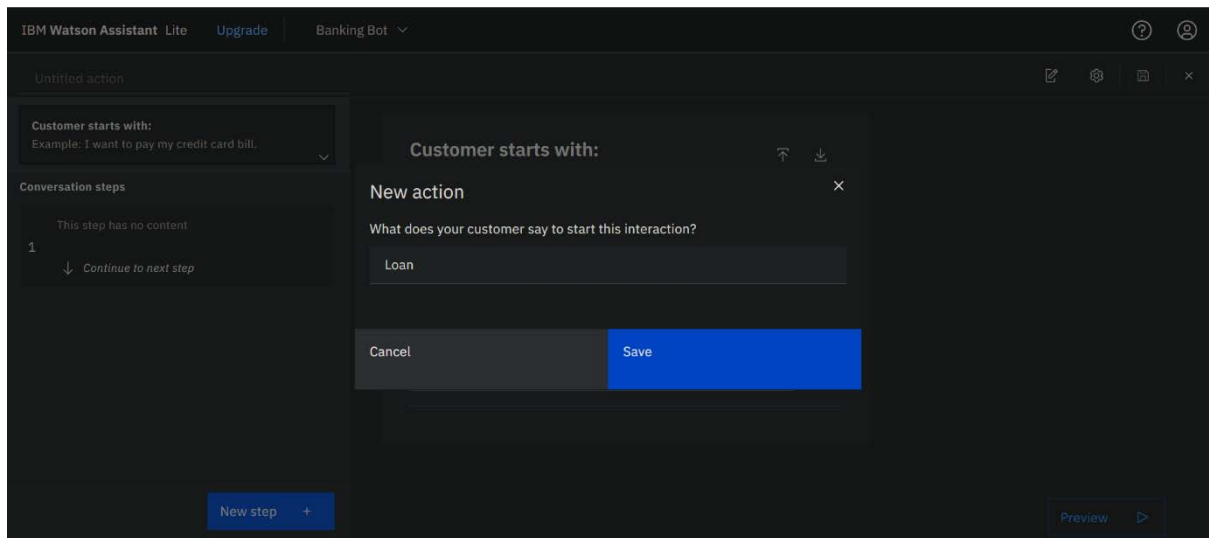 IBM Watson Assistant Lite Upgrade Banking Bot
Untitled action
Customer starts with:
Example: I want to pay my credit card bill.
Conversation steps
This step has no content
1
Continue to next step
New step +
Customer starts with:
New action
What does your customer say to start this interaction?
Loan
Cancel
Save
Preview